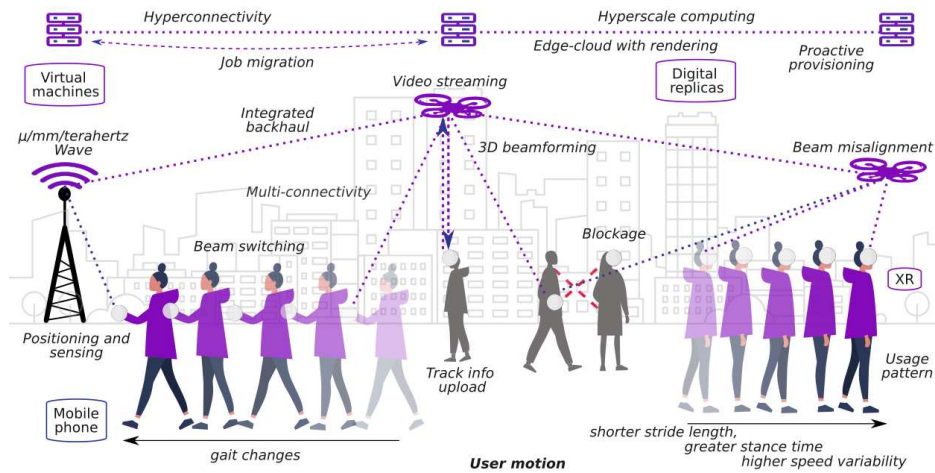 Hyperconnectivity
Hyperscale computing
Job migration
Edge-cloud with rendering
Proactive
provisioning
Virtual
machines
Video streaming
Digital
replicas
Integrated
backhaul
μ/mm/terahertz
Wave
3D beamforming
Beam misalignment
Multi-connectivity
Beam switching
Blockage
XR
Positioning and
sensing
Track info
upload
Usage
pattern
Mobile
phone
gait changes
shorter stride length,
greater stance time
higher speed variability
User motion